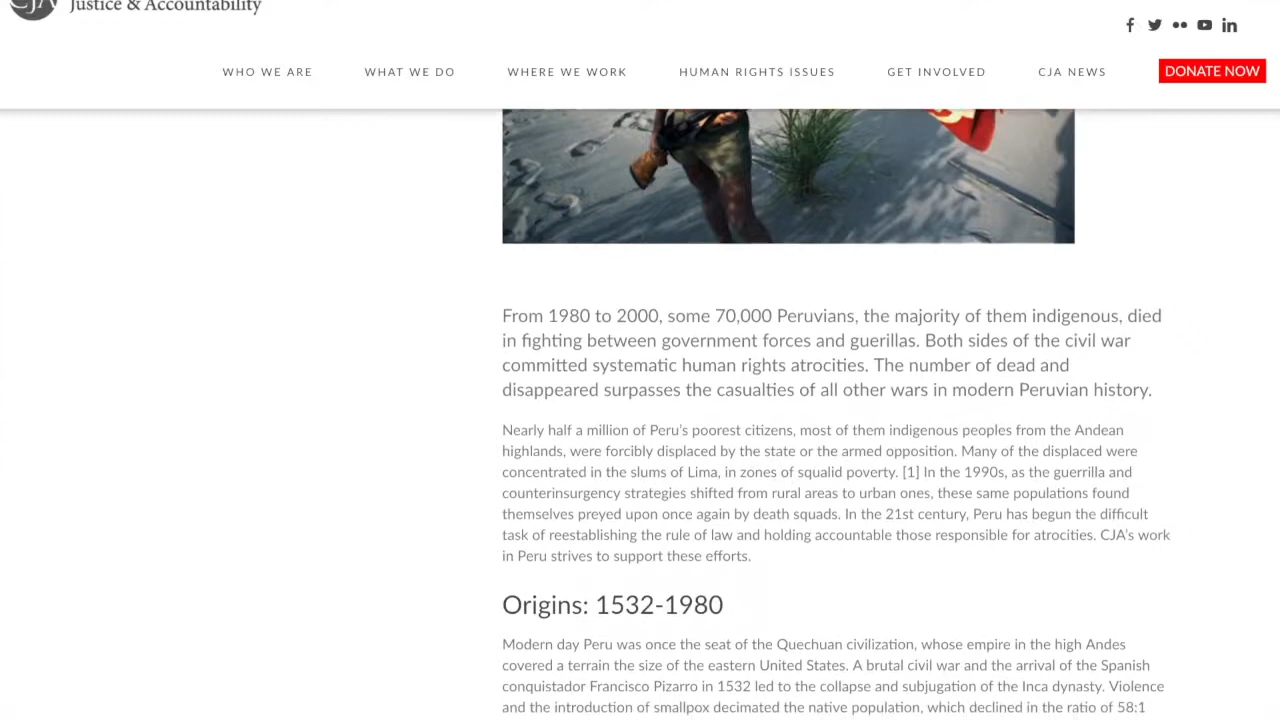 CJA
Justice & Accountability
WHO WE ARE
WHAT WE DO
WHERE WE WORK
HUMAN RIGHTS ISSUES
GET INVOLVED
CJA NEWS
DONATE NOW
From 1980 to 2000, some 70,000 Peruvians, the majority of them indigenous, died
in fighting between government forces and guerillas. Both sides of the civil war
committed systematic human rights atrocities. The number of dead and
disappeared surpasses the casualties of all other wars in modern Peruvian history.
Nearly half a million of Peru's poorest citizens, most of them indigenous peoples from the Andean
highlands, were forcibly displaced by the state or the armed opposition. Many of the displaced were
concentrated in the slums of Lima, in zones of squalid poverty. [1] In the 1990s, as the guerrilla and
counterinsurgency strategies shifted from rural areas to urban ones, these same populations found
themselves preyed upon once again by death squads. In the 21st century, Peru has begun the difficult
task of reestablishing the rule of law and holding accountable those responsible for atrocities. CJA's work
in Peru strives to support these efforts.
Origins: 1532-1980
Modern day Peru was once the seat of the Quechuan civilization, whose empire in the high Andes
covered a terrain the size of the eastern United States. A brutal civil war and the arrival of the Spanish
conquistador Francisco Pizarro in 1532 led to the collapse and subjugation of the Inca dynasty. Violence
and the introduction of smallpox decimated the native population, which declined in the ratio of 58:1